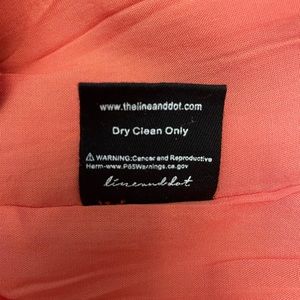 www.thelineanddot.com
Dry Clean Only
⚠WARNING:Cancer and Reproductive
Harm-www.P65Warnings.ca.gov
lineanddot